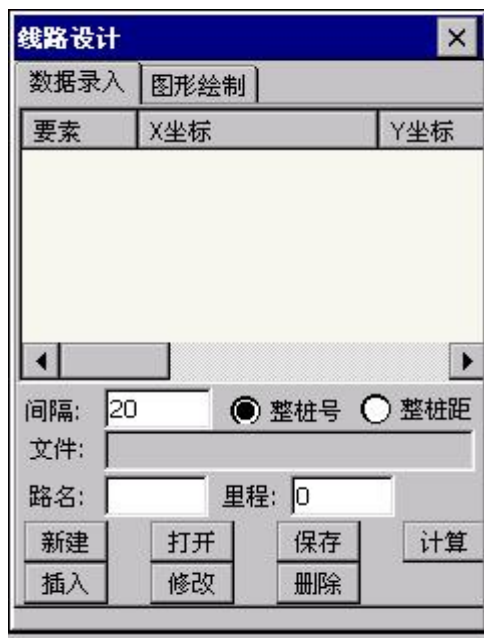 线路设计
数据录入 图形绘制
要素 X坐标 Y坐标
间隔: 20 整桩号 整桩距
文件:
路名: 里程: 0
新建 打开 保存 计算
插入 修改 删除